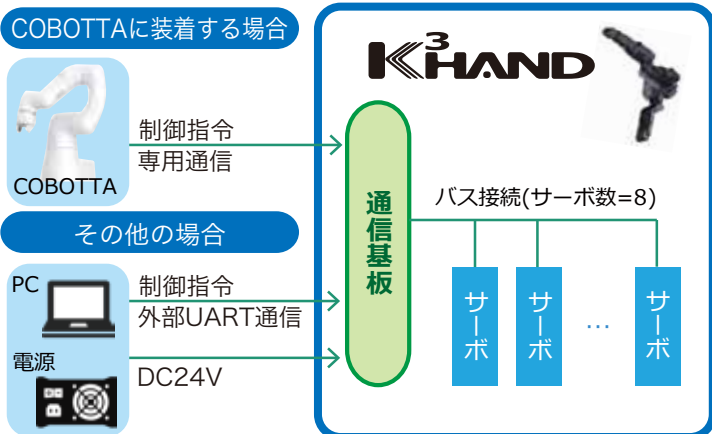 COBOTTAに装着する場合
COBOTTA
制御指令
専用通信
その他の場合
PC
電源
制御指令
外部UART通信
DC24V
K3HAND
通信基板
バス接続(サーボ数=8)
サーボ
サーボ
…
サーボ